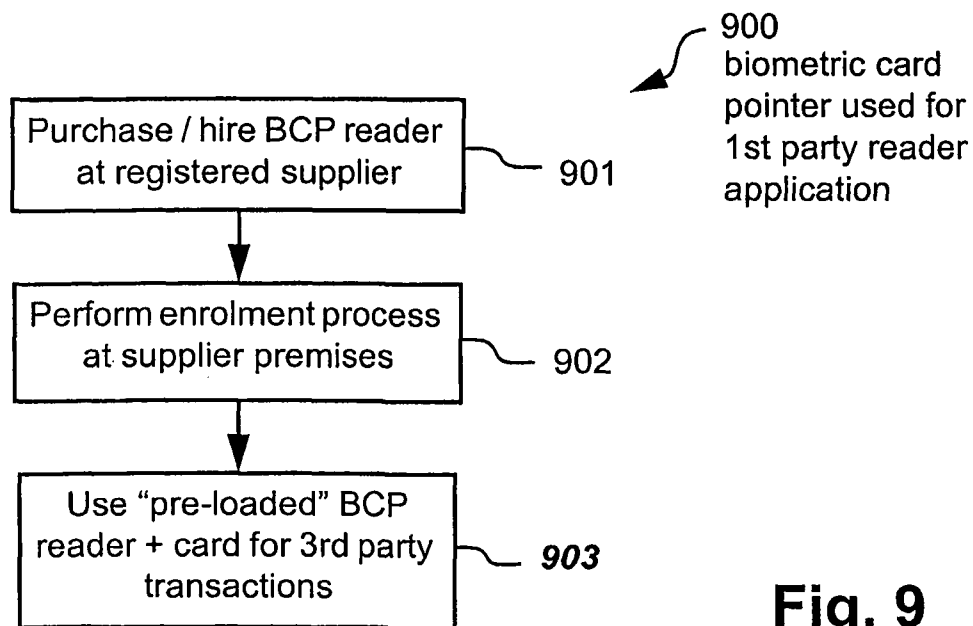 900
biometric card
pointer used for
1st party reader
application
Purchase / hire BCP reader
at registered supplier
901
Perform enrolment process
at supplier premises
902
Use “pre-loaded” BCP
reader + card for 3rd party
transactions
903
Fig. 9